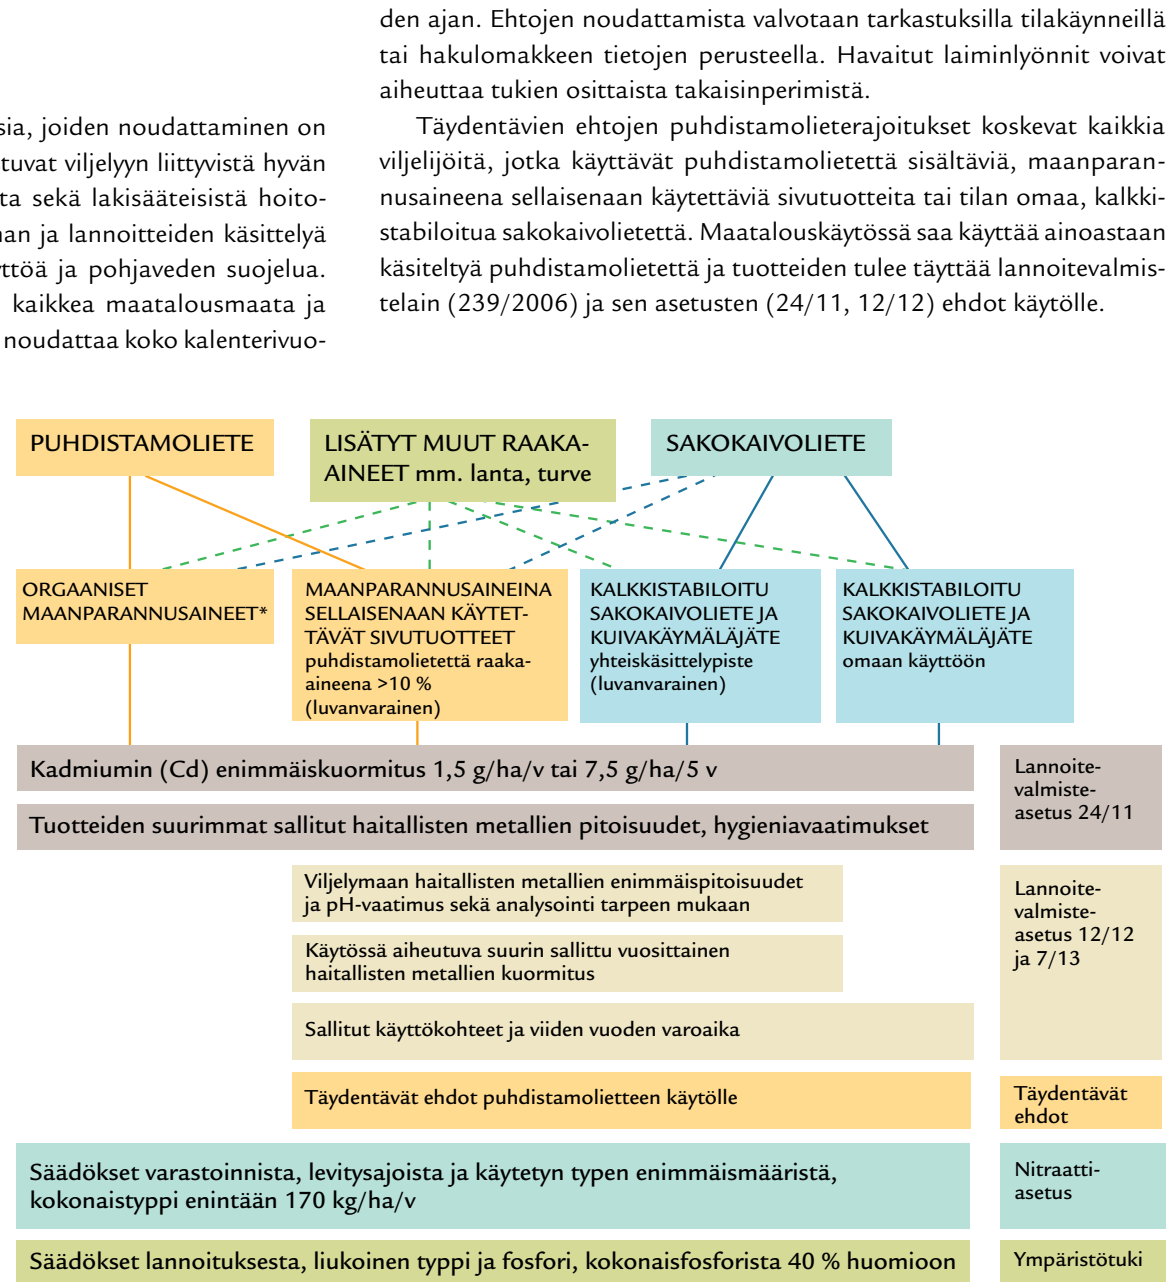 sia, joiden noudattaminen on
tuvat viljelyyn liittyvistä hyvän
ta sekä lakisääteisistä hoito-
nan ja lannoitteiden käsittelyä
ttöä ja pohjaveden suojelua.
kaikkea maatalousmaata ja
noudattaa koko kalenterivuo-
den ajan. Ehtojen noudattamista valvotaan tarkastuksilla tilakäynneillä
tai hakulomakkeen tietojen perusteella. Havaitut laiminlyönnit voivat
aiheuttaa tukien osittaista takaisinperimistä.
Täydentävien ehtojen puhdistamolieterajoitukset koskevat kaikkia
viljelijöitä, jotka käyttävät puhdistamolietettä sisältäviä, maanparan-
nusaineena sellaisenaan käytettäviä sivutuotteita tai tilan omaa, kalkki-
stabiloitua sakokaivolietettä. Maatalouskäytössä saa käyttää ainoastaan
käsiteltyä puhdistamolietettä ja tuotteiden tulee täyttää lannoitevalmis-
telain (239/2006) ja sen asetusten (24/11, 12/12) ehdot käytölle.
PUHDISTAMOLIETE
LISÄTYT MUUT RAAKA-
AINEET mm. lanta, turve
SAKOKAIVOLIETE
ORGAANISET
MAANPARANNUSAINEET*
MAANPARANNUSAINEINA
SELLAISENAAN KÄYTET-
TÄVÄT SIVUTUOTTEET
puhdistamolietettä raaka-
aineena >10 %
(luvanvarainen)
KALKKISTABILOITU
SAKOKAIVOLIETE JA
KUIVAKÄYMÄLÄJÄTE
yhteiskäsittelypiste
(luvanvarainen)
KALKKISTABILOITU
SAKOKAIVOLIETE JA
KUIVAKÄYMÄLÄJÄTE
omaan käyttöön
Kadmiumin (Cd) enimmäiskuormitus 1,5 g/ha/v tai 7,5 g/ha/5 v
Tuotteiden suurimmat sallitut haitallisten metallien pitoisuudet, hygieniavaatimukset
Lannoite-
valmiste-
asetus 24/11
Viljelymaan haitallisten metallien enimmäispitoisuudet
ja pH-vaatimus sekä analysointi tarpeen mukaan
Käytössä aiheutuva suurin sallittu vuosittainen
haitallisten metallien kuormitus
Sallitut käyttökohteet ja viiden vuoden varoaika
Lannoite-
valmiste-
asetus 12/12
ja 7/13
Täydentävät ehdot puhdistamolietteen käytölle
Täydentävät
ehdot
Säädökset varastoinnista, levitysajoista ja käytetyn typen enimmäismääristä,
kokonaistyppi enintään 170 kg/ha/v
Nitraatti-
asetus
Säädökset lannoituksesta, liukoinen typpi ja fosfori, kokonaisfosforista 40 % huomioon
Ympäristötuki